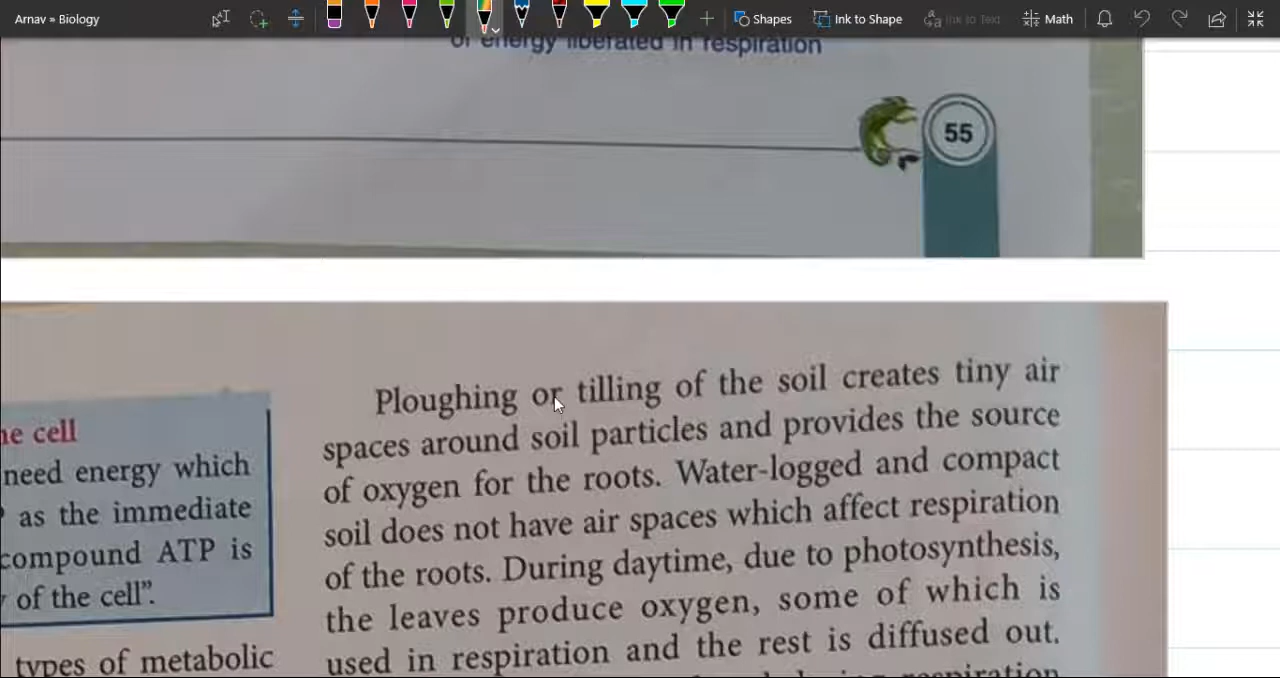 Arnav » Biology
Shapes
Ink to Shape
Ink to Text
Math
of energy liberated in respiration
55
he cell
need energy which
as the immediate
compound ATP is
of the cell".
types of metabolic
Ploughing or tilling of the soil creates tiny air
spaces around soil particles and provides the source
of oxygen for the roots. Water-logged and compact
soil does not have air spaces which affect respiration
of the roots. During daytime, due to photosynthesis,
the leaves produce oxygen, some of which is
used in respiration and the rest is diffused out.
respiration